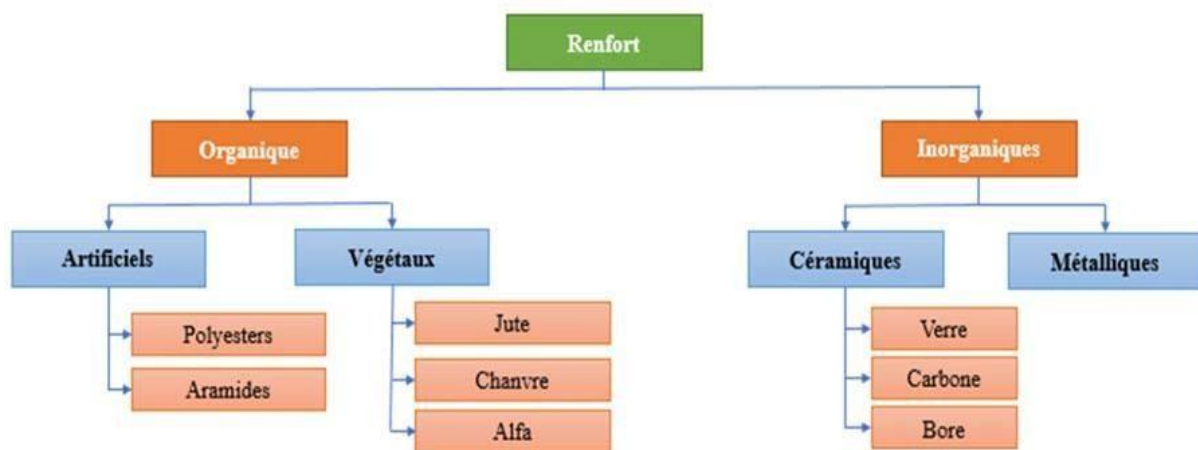 Renfort
Organique
Inorganiques
Artificiels
Végétaux
Céramiques
Métalliques
Polyesters
Aramides
Jute
Chanvre
Alfa
Verre
Carbone
Bore